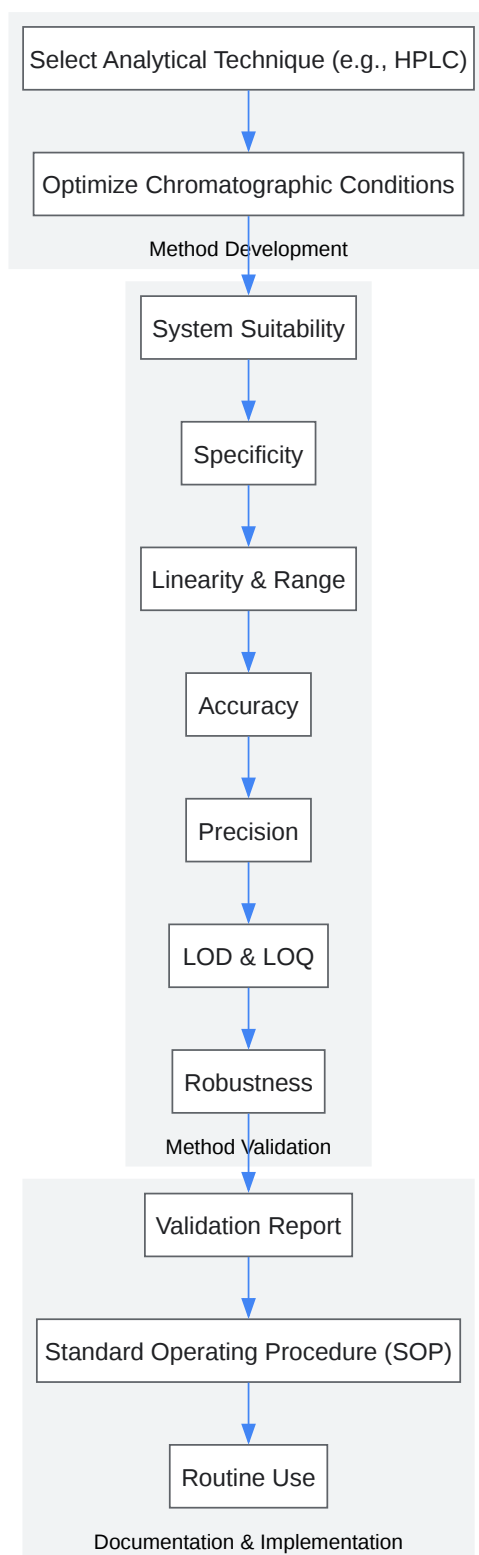 Select Analytical Technique (e.g., HPLC)
Optimize Chromatographic Conditions
Method Development
System Suitability
Specificity
Linearity & Range
Accuracy
Precision
LOD & LOQ
Robustness
Method Validation
Validation Report
Standard Operating Procedure (SOP)
Routine Use
Documentation & Implementation